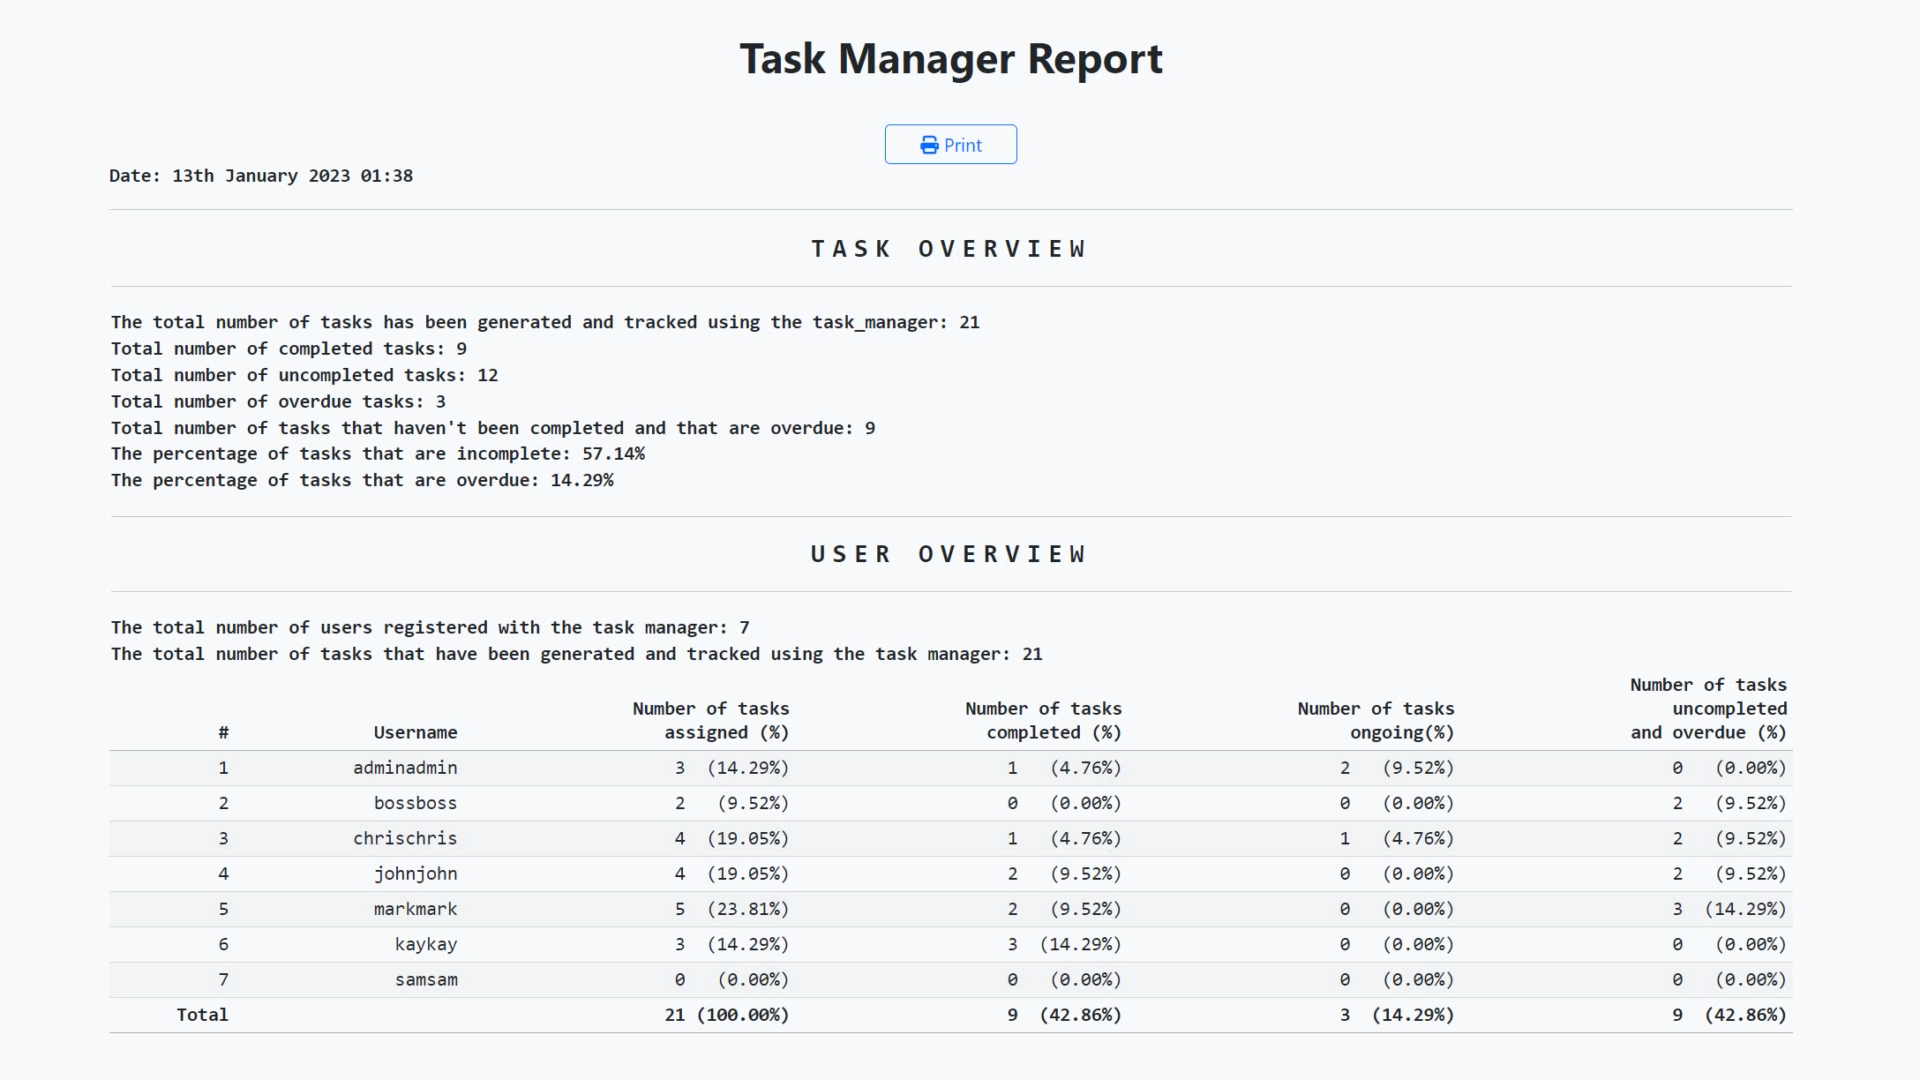 Task Manager Report
Print
Date: 13th January 2023 01:38
TASK OVERVIEW
The total number of tasks has been generated and tracked using the task_manager: 21
Total number of completed tasks: 9
Total number of uncompleted tasks: 12
Total number of overdue tasks: 3
Total number of tasks that haven't been completed and that are overdue: 9
The percentage of tasks that are incomplete: 57.14%
The percentage of tasks that are overdue: 14.29%
USER OVERVIEW
The total number of users registered with the task manager: 7
The total number of tasks that have been generated and tracked using the task manager: 21
# Username Number of tasks assigned (%) Number of tasks completed (%) Number of tasks ongoing(%) Number of tasks uncompleted and overdue (%)
1 adminadmin 3 (14.29%) 1 (4.76%) 2 (9.52%) 0 (0.00%)
2 bossboss 2 (9.52%) 0 (0.00%) 0 (0.00%) 2 (9.52%)
3 chrischris 4 (19.05%) 1 (4.76%) 1 (4.76%) 2 (9.52%)
4 johnjohn 4 (19.05%) 2 (9.52%) 0 (0.00%) 2 (9.52%)
5 markmark 5 (23.81%) 2 (9.52%) 0 (0.00%) 3 (14.29%)
6 kaykay 3 (14.29%) 3 (14.29%) 0 (0.00%) 0 (0.00%)
7 samsam 0 (0.00%) 0 (0.00%) 0 (0.00%) 0 (0.00%)
Total 21 (100.00%) 9 (42.86%) 3 (14.29%) 9 (42.86%)